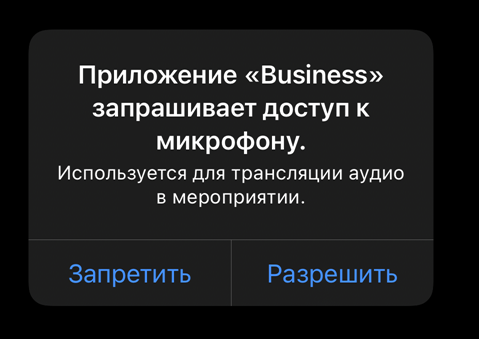 Приложение «Business»
запрашивает доступ к
микрофону.
Используется для трансляции аудио
в мероприятии.
Запретить
Разрешить